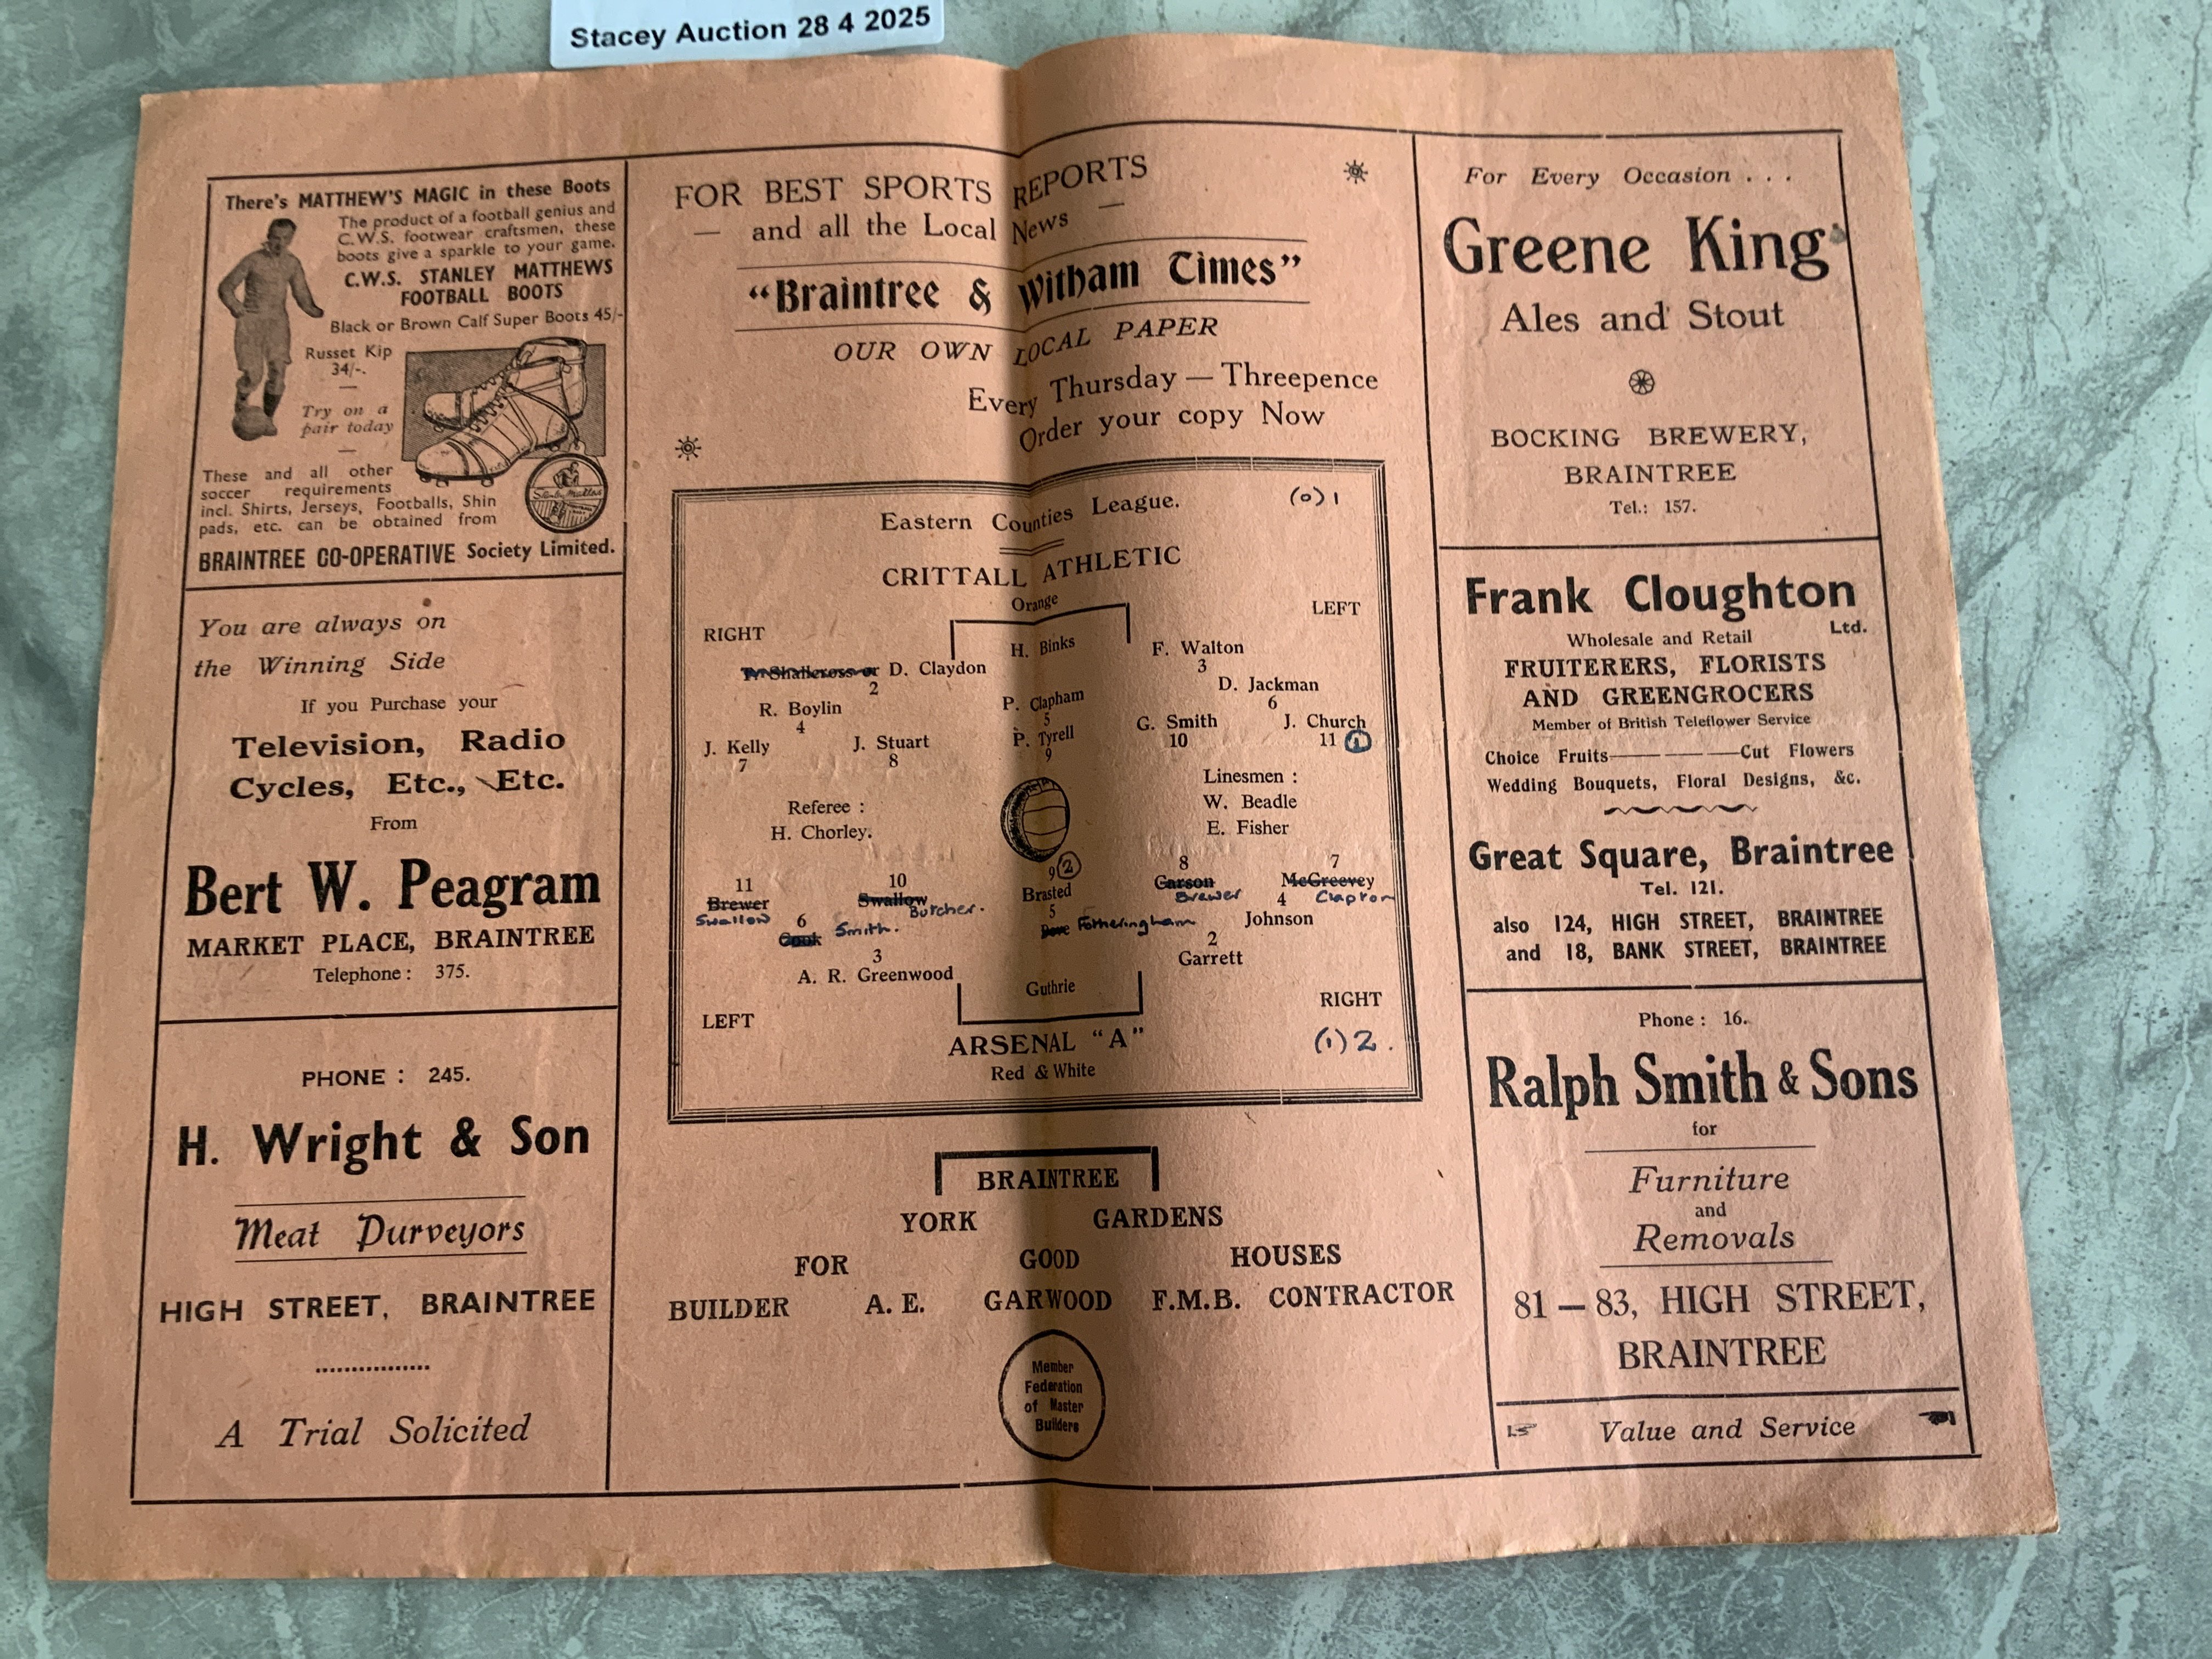 Stacey Auction 28 4 2025
There's MATTHEW'S MAGIC in these Boots
The product of a football genius and
C.W.S. footwear craftsmen, these
boots give a sparkle to your game.
C.W.S. STANLEY MATTHEWS
FOOTBALL BOOTS
Black or Brown Calf Super Boots 45/-
Russet Kip
34/-.
Try on a
pair today
These and all other
soccer requirements
incl. Shirts, Jerseys, Footballs, Shin
pads, etc. can be obtained from
BRAINTREE CO-OPERATIVE Society Limited.
You are always on
the Winning Side
If you Purchase your
Television, Radio
Cycles, Etc., Etc.
From
Bert W. Peagram
MARKET PLACE, BRAINTREE
Telephone: 375.
PHONE: 245.
H. Wright & Son
Meat Purveyors
HIGH STREET, BRAINTREE
A Trial Solicited
FOR BEST SPORTS REPORTS
— and all the Local News —
"Braintree & Witham Times"
OUR OWN LOCAL PAPER
Every Thursday — Threepence
Order your copy Now
Eastern Counties League. (0) 1
CRITTALL ATHLETIC
Orange
RIGHT LEFT
H. Binks
Shallcross or D. Claydon F. Walton
2 3
R. Boylin P. Clapham D. Jackman
4 5 6
J. Kelly J. Stuart P. Tyrell G. Smith J. Church
7 8 9 10 11 1
Referee: Linesmen:
H. Chorley. W. Beadle
E. Fisher
11 10 9 2 8 7
Brewer Swallow Brasted Garson McGreevey
Swallow Butcher. Brewer Clapton
6 5 4
Cook Smith. Dove Fotheringham Johnson
3 2
A. R. Greenwood Garrett
Guthrie
LEFT RIGHT
ARSENAL "A" (1) 2.
Red & White
BRAINTREE
YORK GARDENS
FOR GOOD HOUSES
BUILDER A. E. GARWOOD F.M.B. CONTRACTOR
Member
Federation
of Master
Builders
For Every Occasion . . .
Greene King
Ales and Stout
BOCKING BREWERY,
BRAINTREE
Tel.: 157.
Frank Cloughton
Ltd.
Wholesale and Retail
FRUITERERS, FLORISTS
AND GREENGROCERS
Member of British Teleflower Service
Choice Fruits— — —Cut Flowers
Wedding Bouquets, Floral Designs, &c.
Great Square, Braintree
Tel. 121.
also 124, HIGH STREET, BRAINTREE
and 18, BANK STREET, BRAINTREE
Phone: 16.
Ralph Smith & Sons
for
Furniture
and
Removals
81 — 83, HIGH STREET,
BRAINTREE
Value and Service